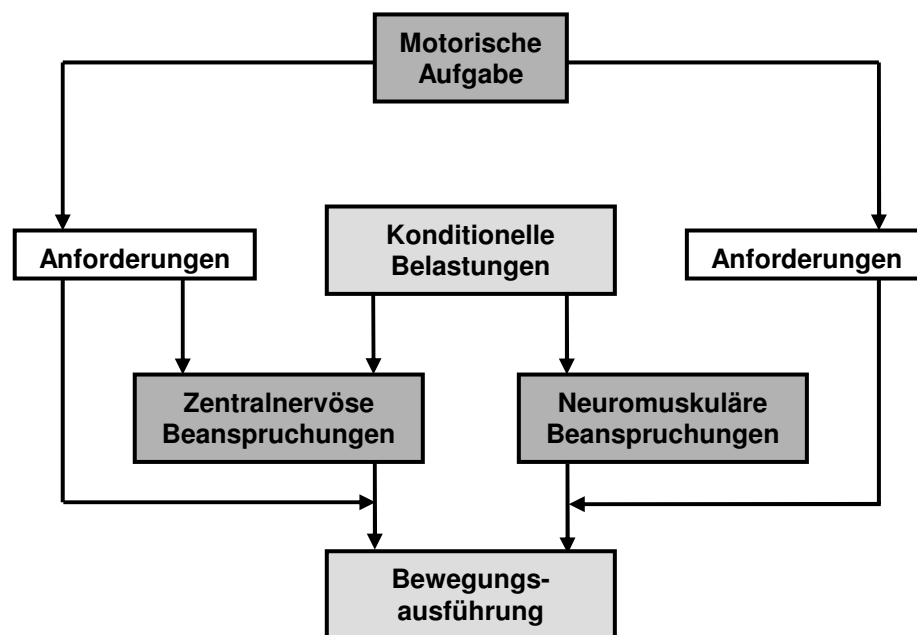 Motorische
Aufgabe
Anforderungen
Konditionelle
Belastungen
Anforderungen
Zentralnervöse
Beanspruchungen
Neuromuskuläre
Beanspruchungen
Bewegungs-
ausführung